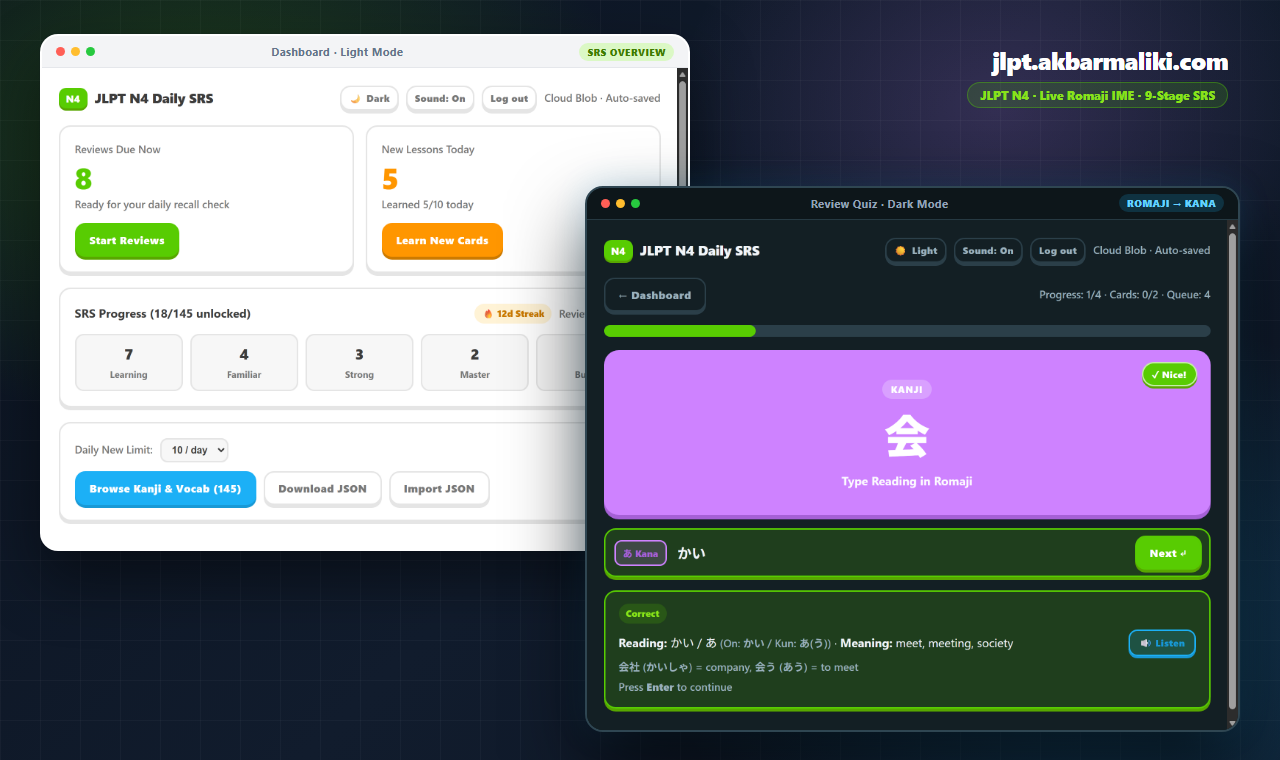 Dashboard · Light Mode
SRS OVERVIEW
N4 JLPT N4 Daily SRS
🌙 Dark
Sound: On
Log out
Cloud Blob · Auto-saved
Reviews Due Now
8
Ready for your daily recall check
Start Reviews
New Lessons Today
5
Learned 5/10 today
Learn New Cards
SRS Progress (18/145 unlocked)
🔥 12d Streak
Revie
7
Learning
4
Familiar
3
Strong
2
Master
Bu
Daily New Limit:
10 / day
Browse Kanji & Vocab (145)
Download JSON
Import JSON
jlpt.akbarmaliki.com
JLPT N4 · Live Romaji IME · 9-Stage SRS
Review Quiz · Dark Mode
ROMAJI → KANA
N4 JLPT N4 Daily SRS
Light
Sound: On
Log out
Cloud Blob · Auto-saved
← Dashboard
Progress: 1/4 · Cards: 0/2 · Queue: 4
✓ Nice!
KANJI
会
Type Reading in Romaji
あ Kana
かい
Next ↵
Correct
Reading: かい / あ (On: かい / Kun: あ(う)) · Meaning: meet, meeting, society
会社 (かいしゃ) = company, 会う (あう) = to meet
Press Enter to continue
🔊 Listen